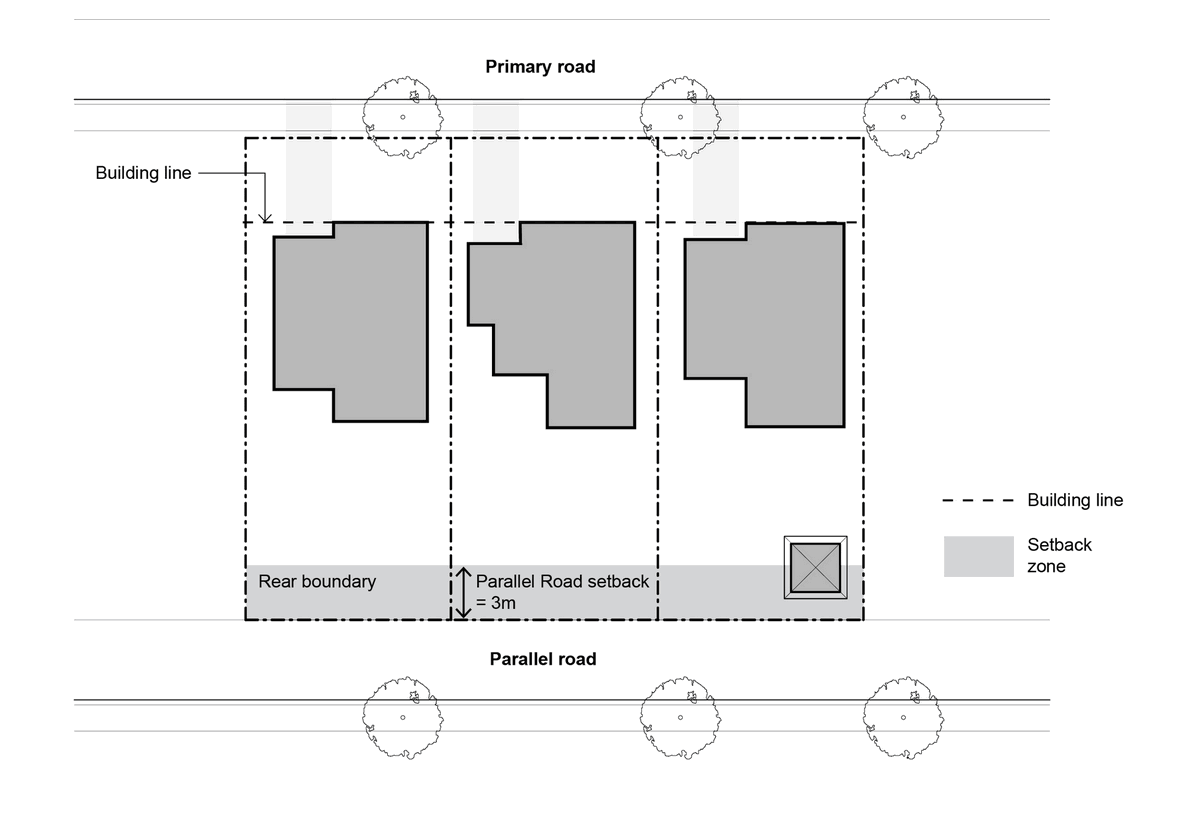 Primary road
Building line
Building line
Setback
zone
Rear boundary
Parallel Road setback
= 3m
Parallel road